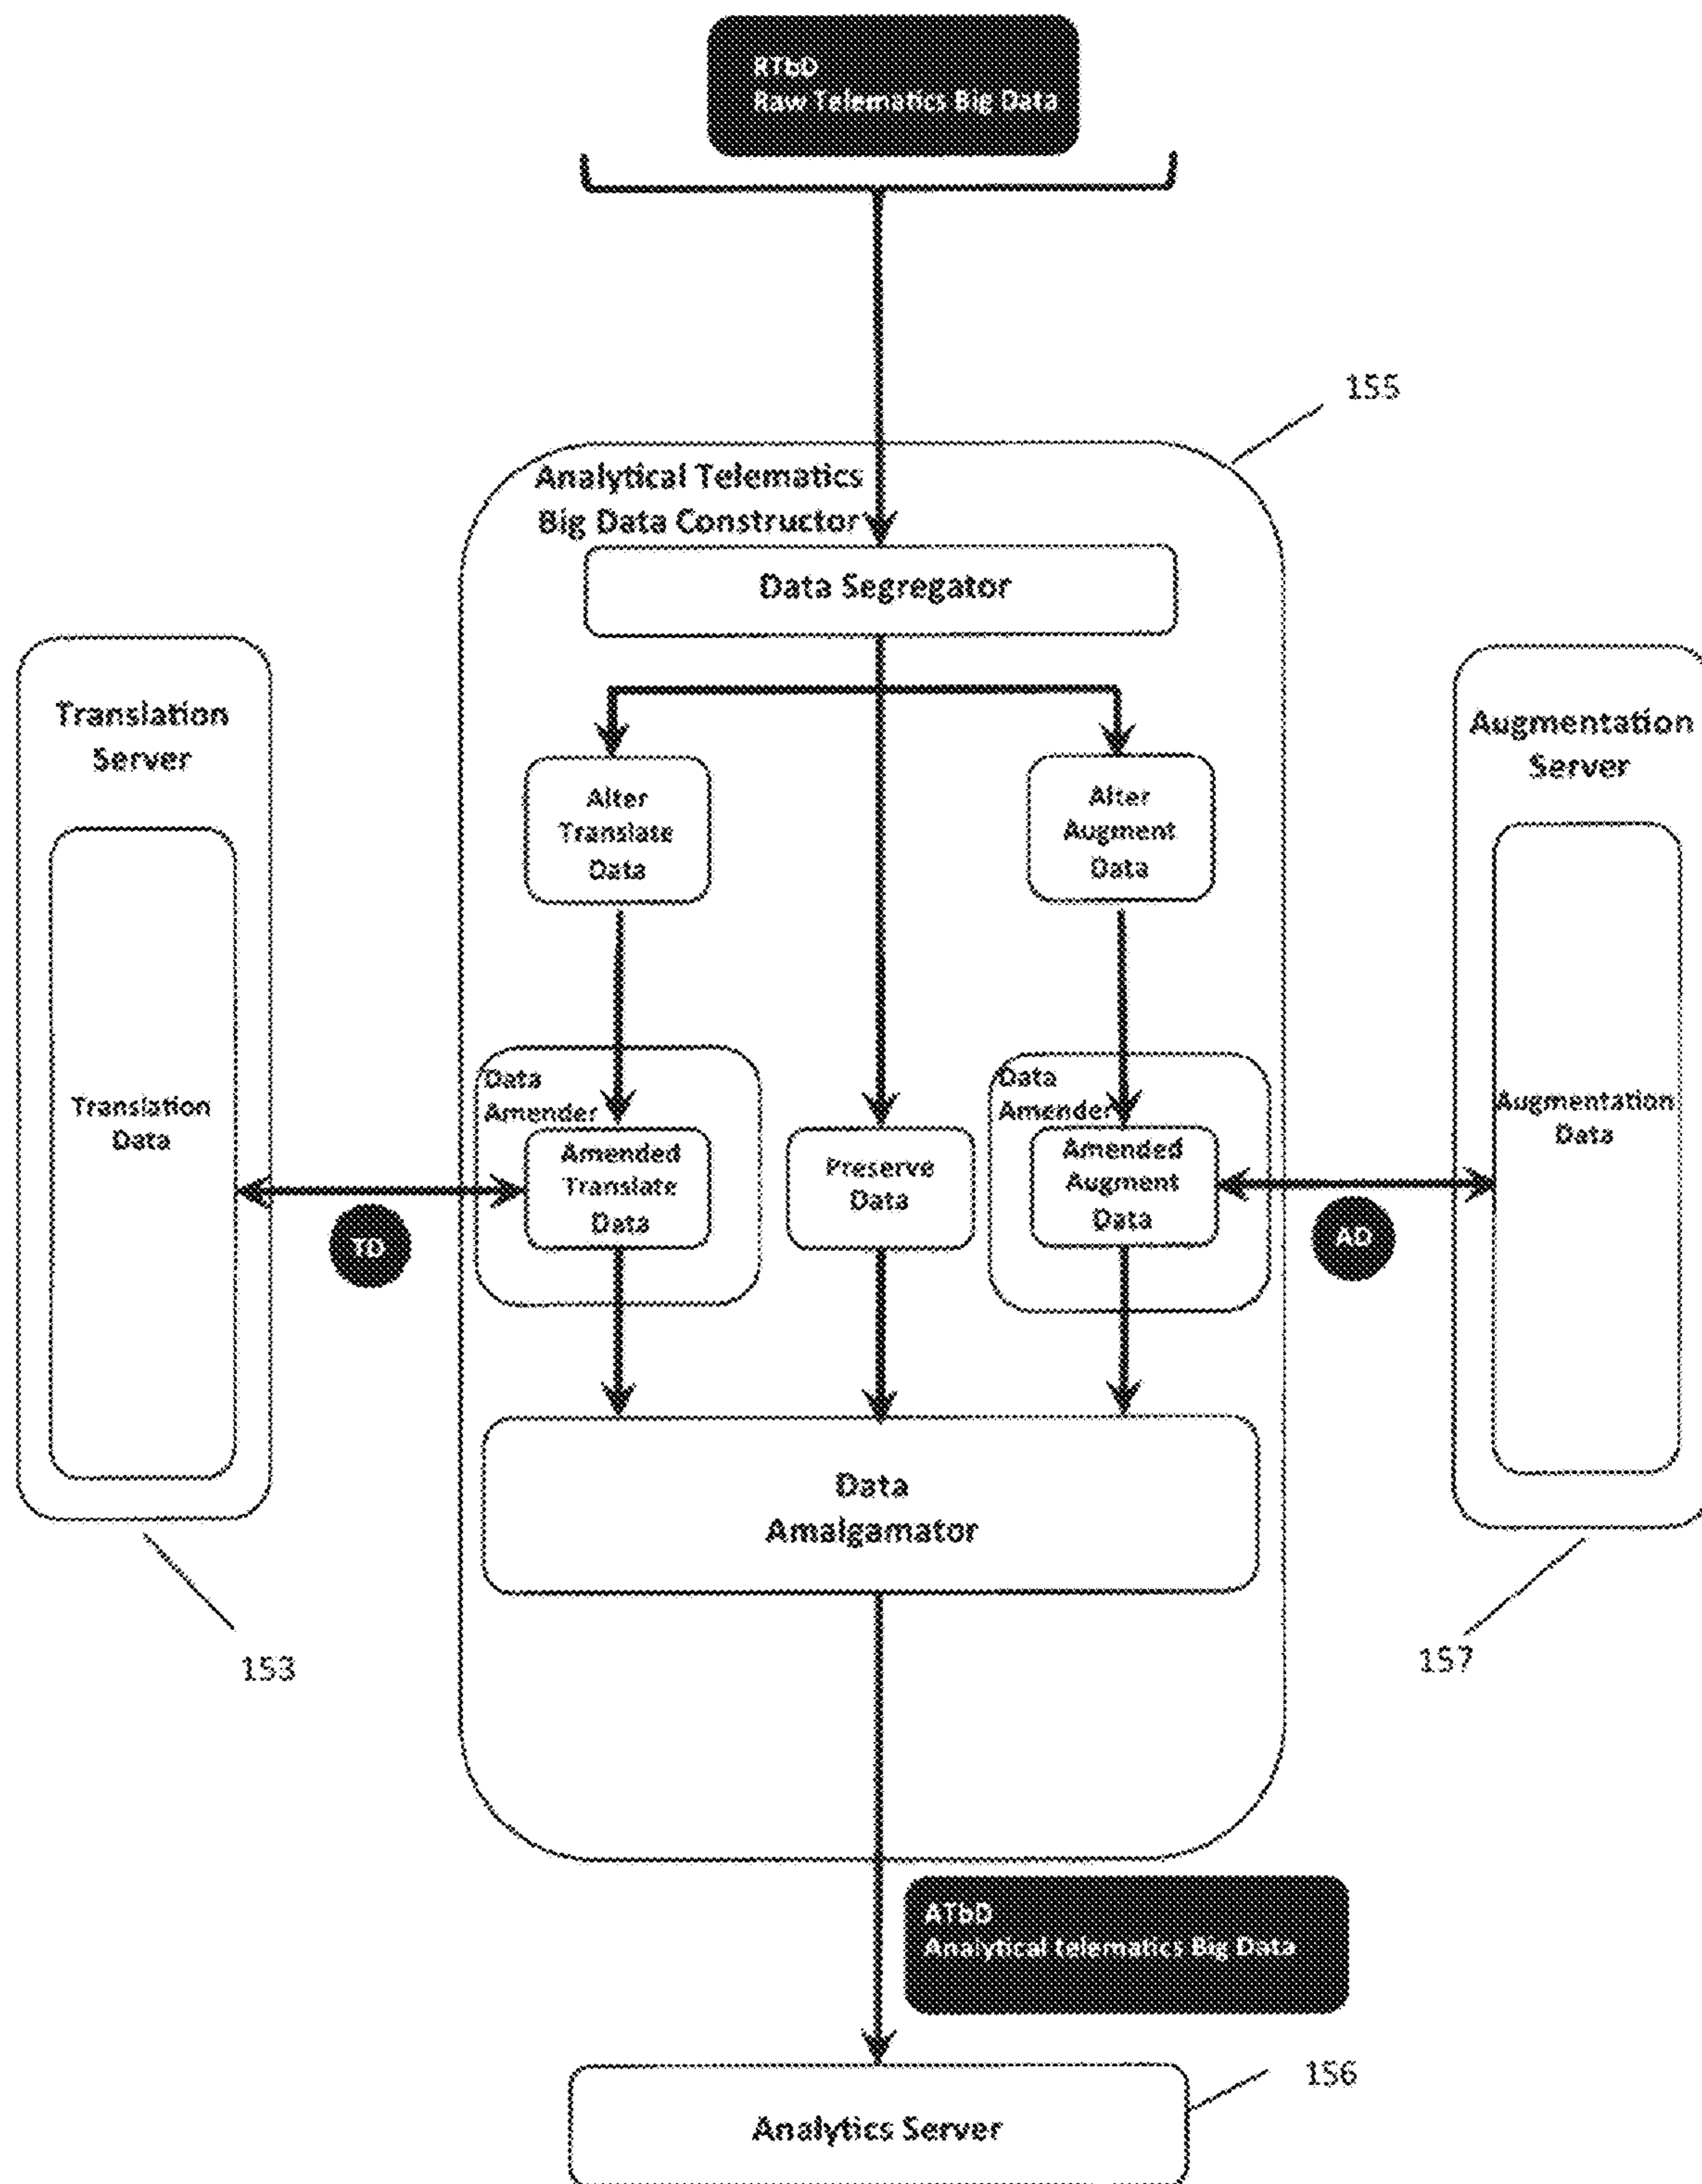 RTbD
Raw Telematics Big Data
155
Analytical Telematics
Big Data Constructor
Data Segregator
Translation
Server
Augmentation
Server
Alter
Translate
Data
Alter
Augment
Data
Data
Amender
Data
Amender
Translation
Data
Amended
Translate
Data
Preserve
Data
Amended
Augment
Data
Augmentation
Data
TD
AD
Data
Amalgamator
153
157
ATbD
Analytical telematics Big Data
156
Analytics Server